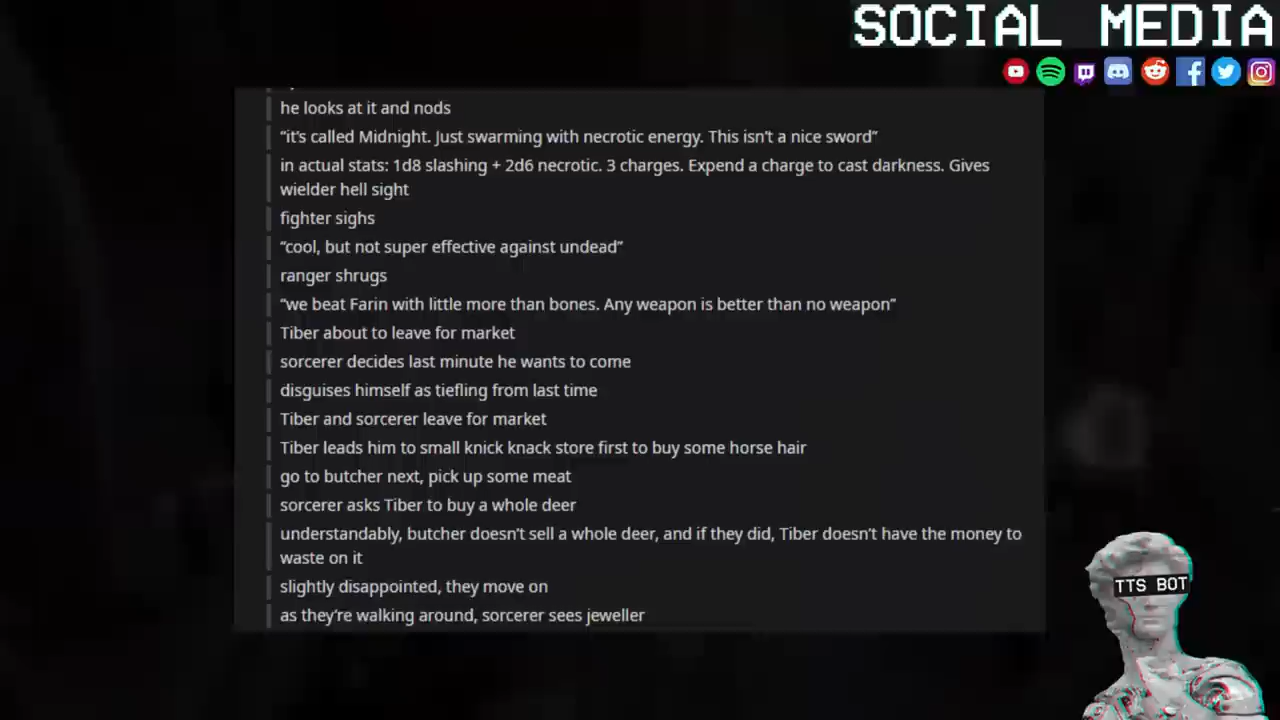 SOCIAL MEDIA
he looks at it and nods
“it’s called Midnight. Just swarming with necrotic energy. This isn’t a nice sword”
in actual stats: 1d8 slashing + 2d6 necrotic. 3 charges. Expend a charge to cast darkness. Gives
wielder hell sight
fighter sighs
“cool, but not super effective against undead”
ranger shrugs
“we beat Farin with little more than bones. Any weapon is better than no weapon”
Tiber about to leave for market
sorcerer decides last minute he wants to come
disguises himself as tiefling from last time
Tiber and sorcerer leave for market
Tiber leads him to small knick knack store first to buy some horse hair
go to butcher next, pick up some meat
sorcerer asks Tiber to buy a whole deer
understandably, butcher doesn’t sell a whole deer, and if they did, Tiber doesn’t have the money to
waste on it
slightly disappointed, they move on
as they’re walking around, sorcerer sees jeweller
TTS BOT